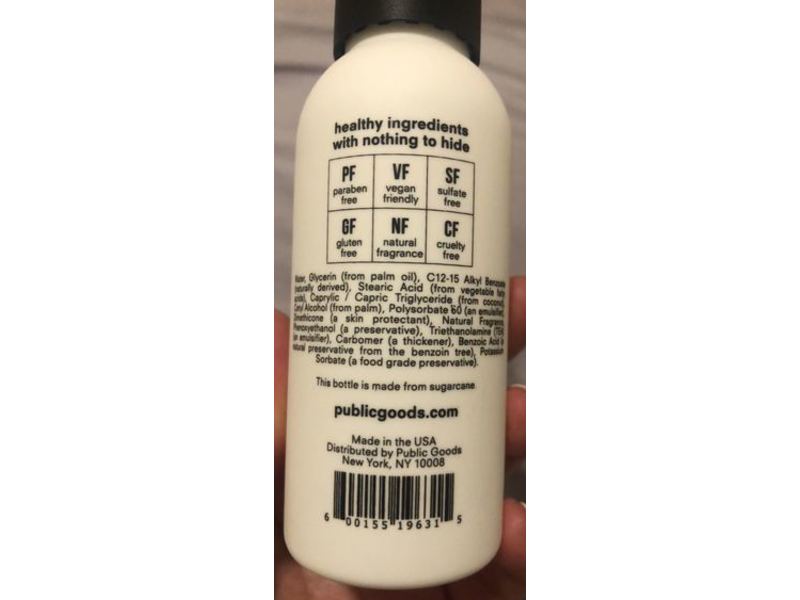 healthy ingredients
with nothing to hide
PF
paraben
free
VF
vegan
friendly
SF
sulfate
free
GF
gluten
free
NF
natural
fragrance
CF
cruelty
free
Water, Glycerin (from palm oil), C12-15 Alkyl Benzoate
(naturally derived), Stearic Acid (from vegetable fatty
acids), Caprylic / Capric Triglyceride (from coconut),
Cetyl Alcohol (from palm), Polysorbate 60 (an emulsifier),
Dimethicone (a skin protectant), Natural Fragrance,
Phenoxyethanol (a preservative), Triethanolamine (TEA)
(an emulsifier), Carbomer (a thickener), Benzoic Acid (a
natural preservative from the benzoin tree), Potassium
Sorbate (a food grade preservative).
This bottle is made from sugarcane
publicgoods.com
Made in the USA
Distributed by Public Goods
New York, NY 10008
6 00155 19631 5